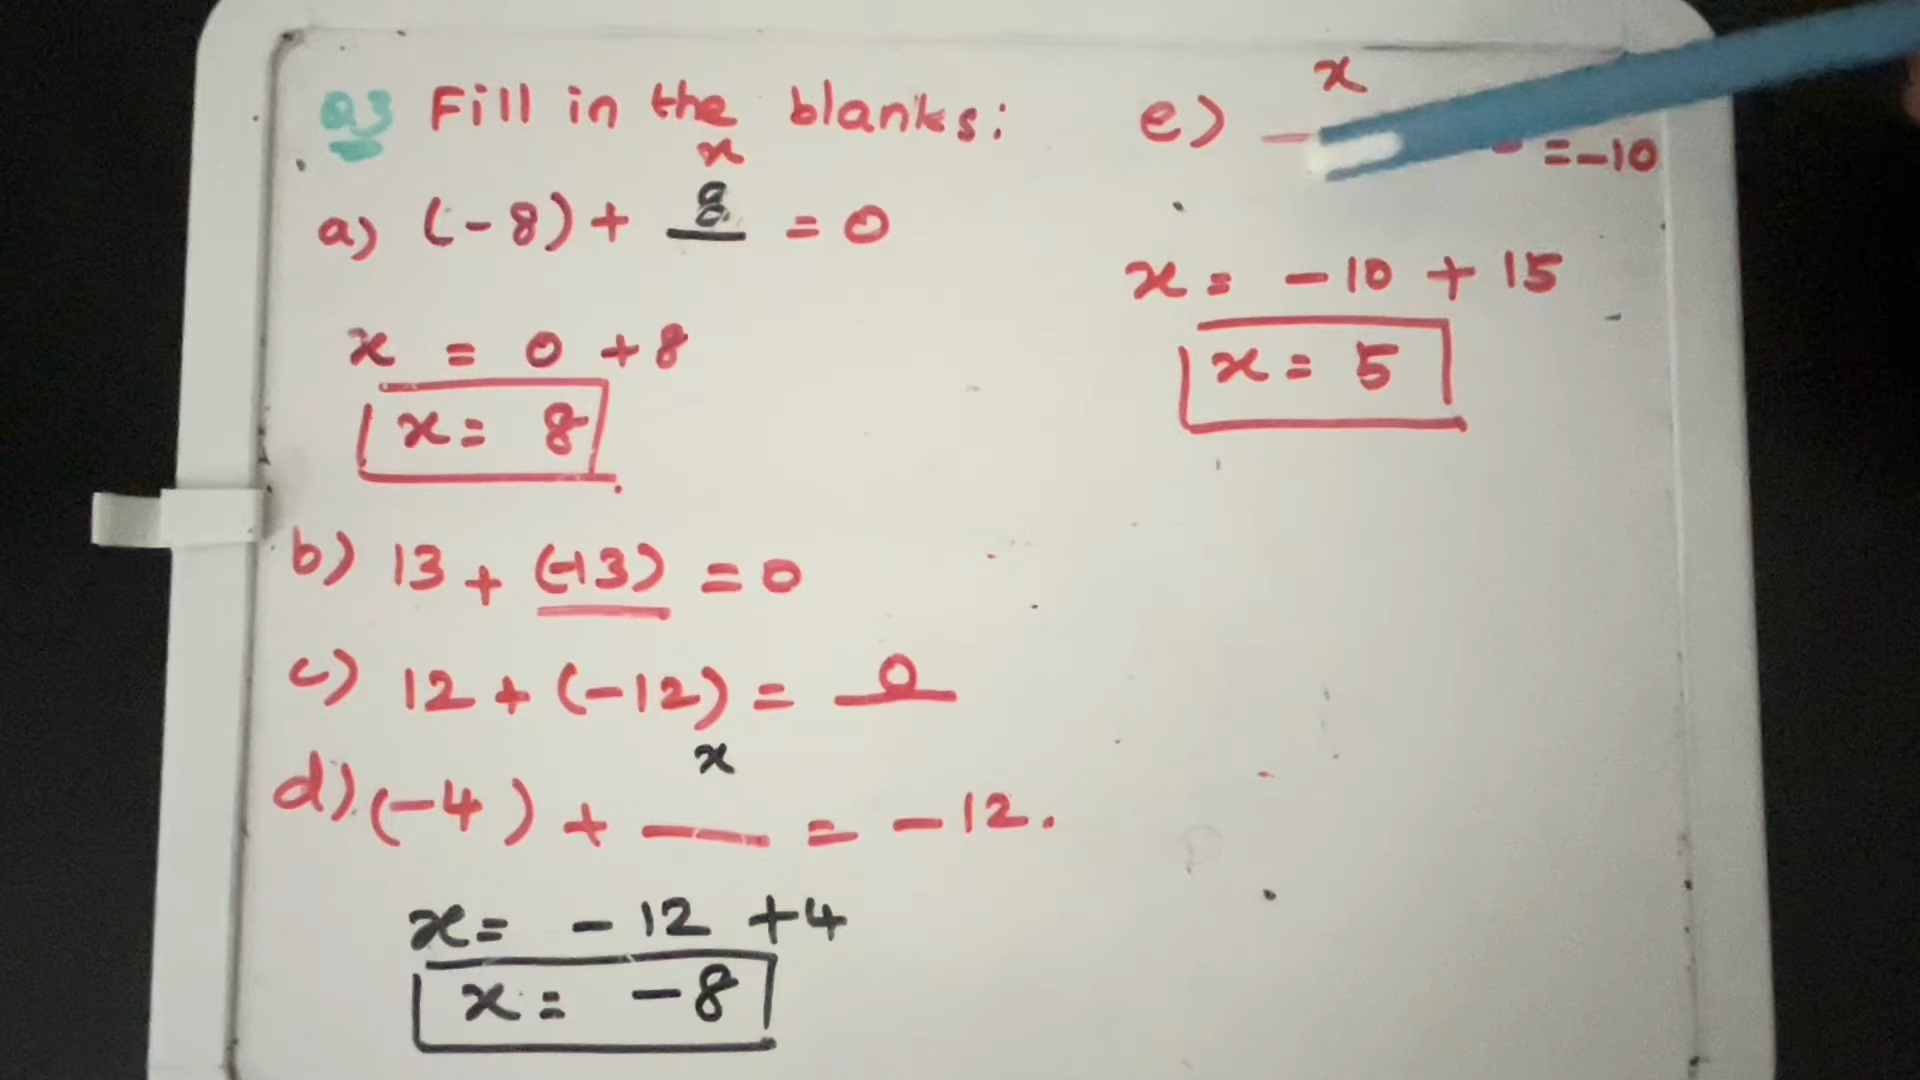 Q3 Fill in the blanks:
x
a) (-8) + 8 = 0
x = 0 + 8
x = 8
b) 13 + (-13) = 0
c) 12 + (-12) = 0
x
d) (-4) + ___ = -12.
x = -12 + 4
x = -8
x
e) ___ = -10
x = -10 + 15
x = 5